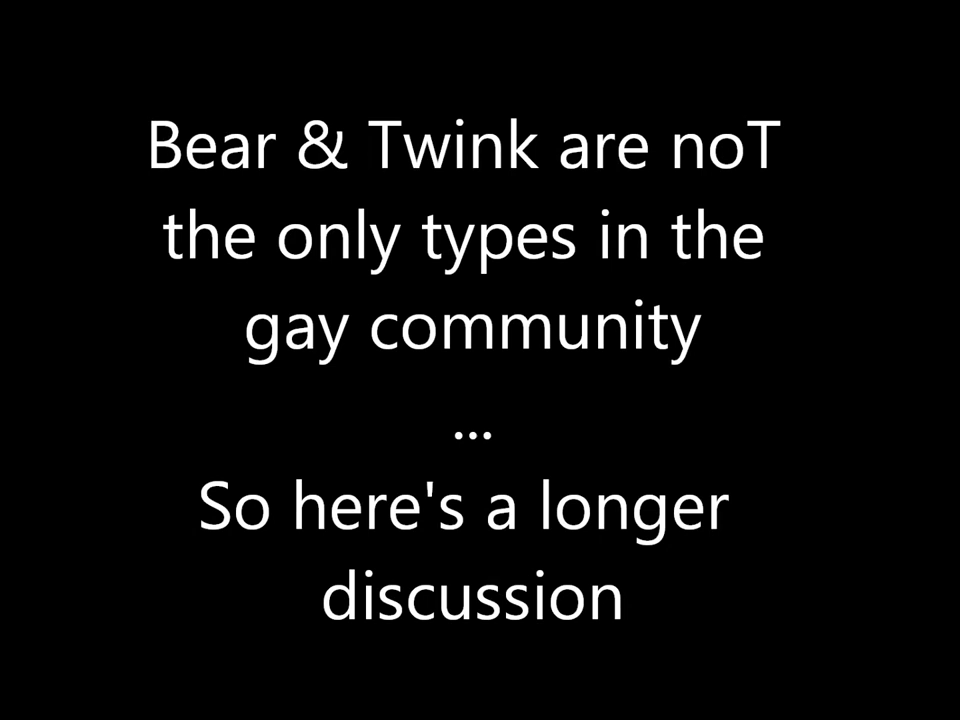 Bear & Twink are noT
the only types in the
gay community
...
So here's a longer
discussion